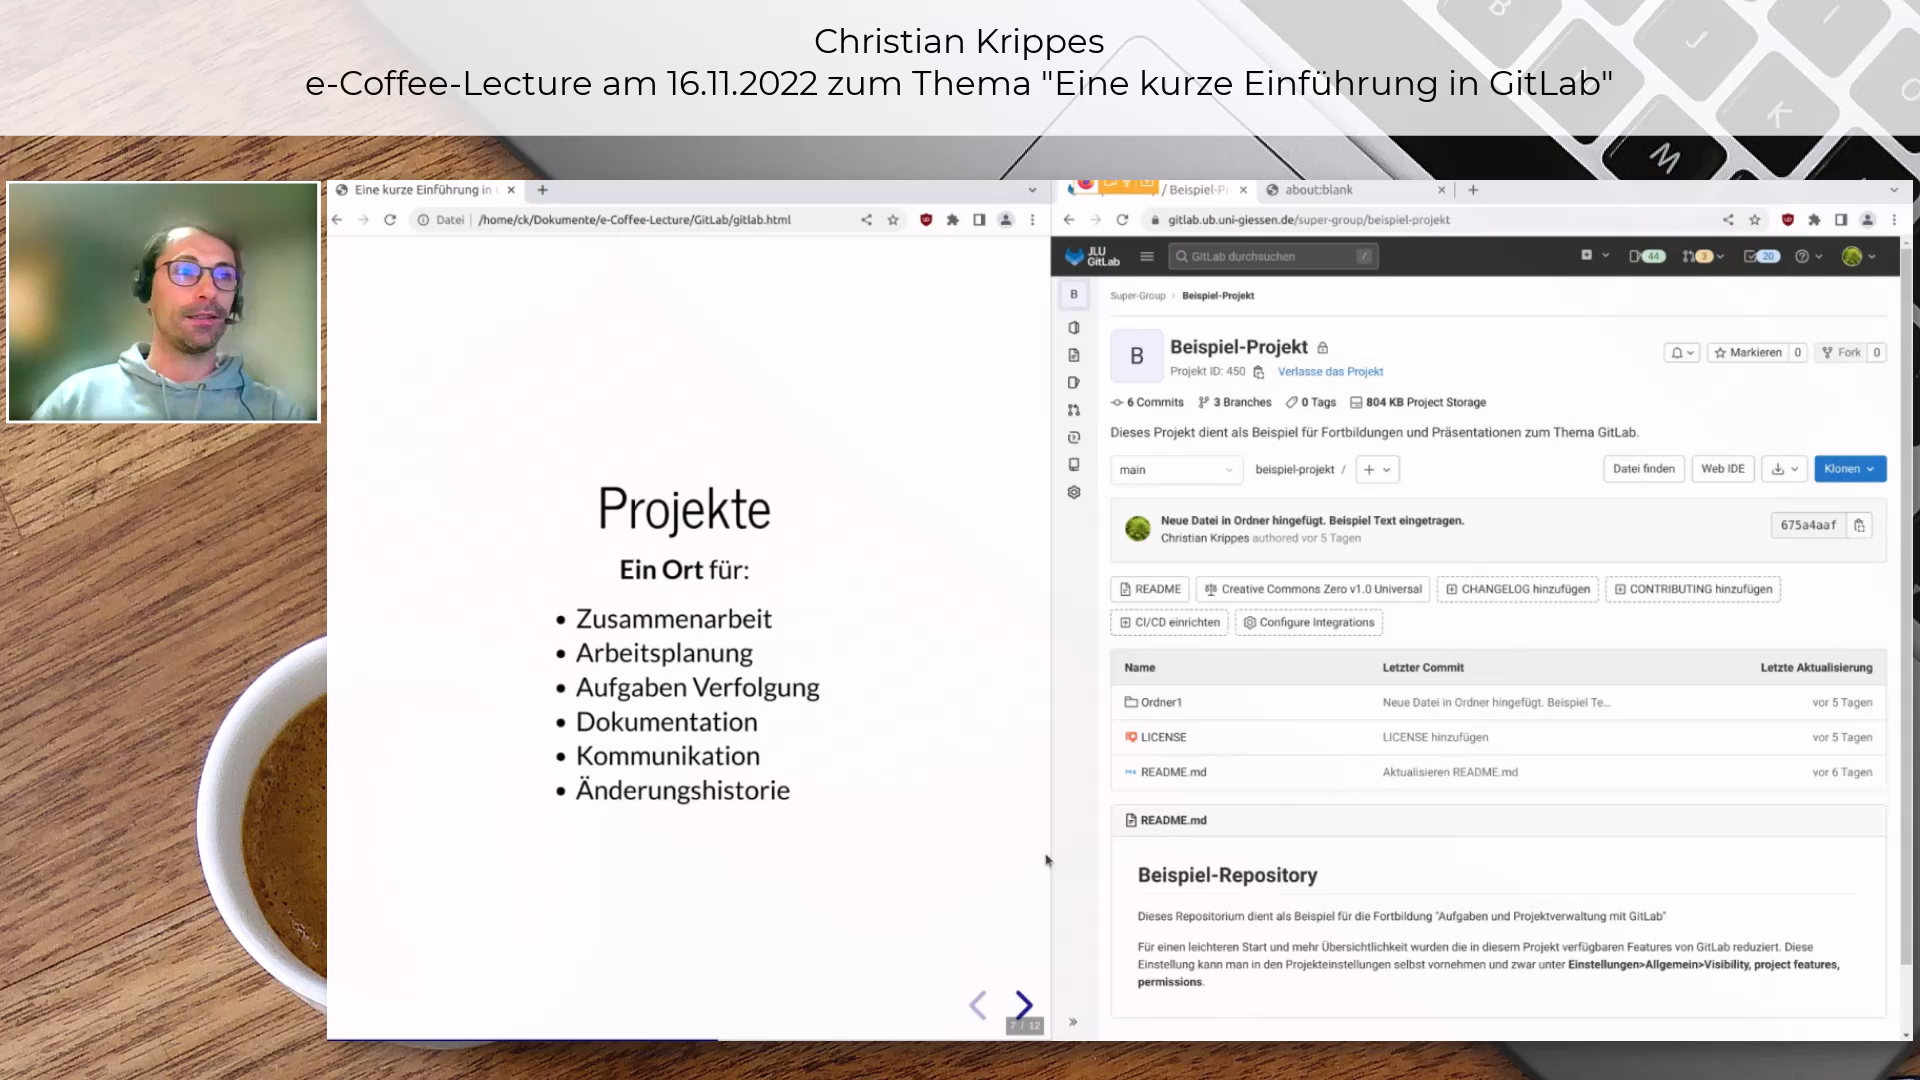 Christian Krippes
e-Coffee-Lecture am 16.11.2022 zum Thema "Eine kurze Einführung in GitLab"
Eine kurze Einführung in
Datei /home/ck/Dokumente/e-Coffee-Lecture/GitLab/gitlab.html
Projekte
Ein Ort für:
• Zusammenarbeit
• Arbeitsplanung
• Aufgaben Verfolgung
• Dokumentation
• Kommunikation
• Änderungshistorie
7 / 12
/ Beispiel-Pr
about:blank
gitlab.ub.uni-giessen.de/super-group/beispiel-projekt
JLU GitLab
GitLab durchsuchen /
44 3 20
B
Super-Group › Beispiel-Projekt
B
Beispiel-Projekt
Projekt ID: 450 Verlasse das Projekt
Markieren 0 Fork 0
6 Commits 3 Branches 0 Tags 804 KB Project Storage
Dieses Projekt dient als Beispiel für Fortbildungen und Präsentationen zum Thema GitLab.
main beispiel-projekt / + Datei finden Web IDE Klonen
Neue Datei in Ordner hingefügt. Beispiel Text eingetragen.
Christian Krippes authored vor 5 Tagen
675a4aaf
README Creative Commons Zero v1.0 Universal CHANGELOG hinzufügen CONTRIBUTING hinzufügen
CI/CD einrichten Configure Integrations
Name Letzter Commit Letzte Aktualisierung
Ordner1 Neue Datei in Ordner hingefügt. Beispiel Te... vor 5 Tagen
LICENSE LICENSE hinzufügen vor 5 Tagen
README.md Aktualisieren README.md vor 6 Tagen
README.md
Beispiel-Repository
Dieses Repositorium dient als Beispiel für die Fortbildung "Aufgaben und Projektverwaltung mit GitLab"
Für einen leichteren Start und mehr Übersichtlichkeit wurden die in diesem Projekt verfügbaren Features von GitLab reduziert. Diese
Einstellung kann man in den Projekteinstellungen selbst vornehmen und zwar unter Einstellungen>Allgemein>Visibility, project features,
permissions.